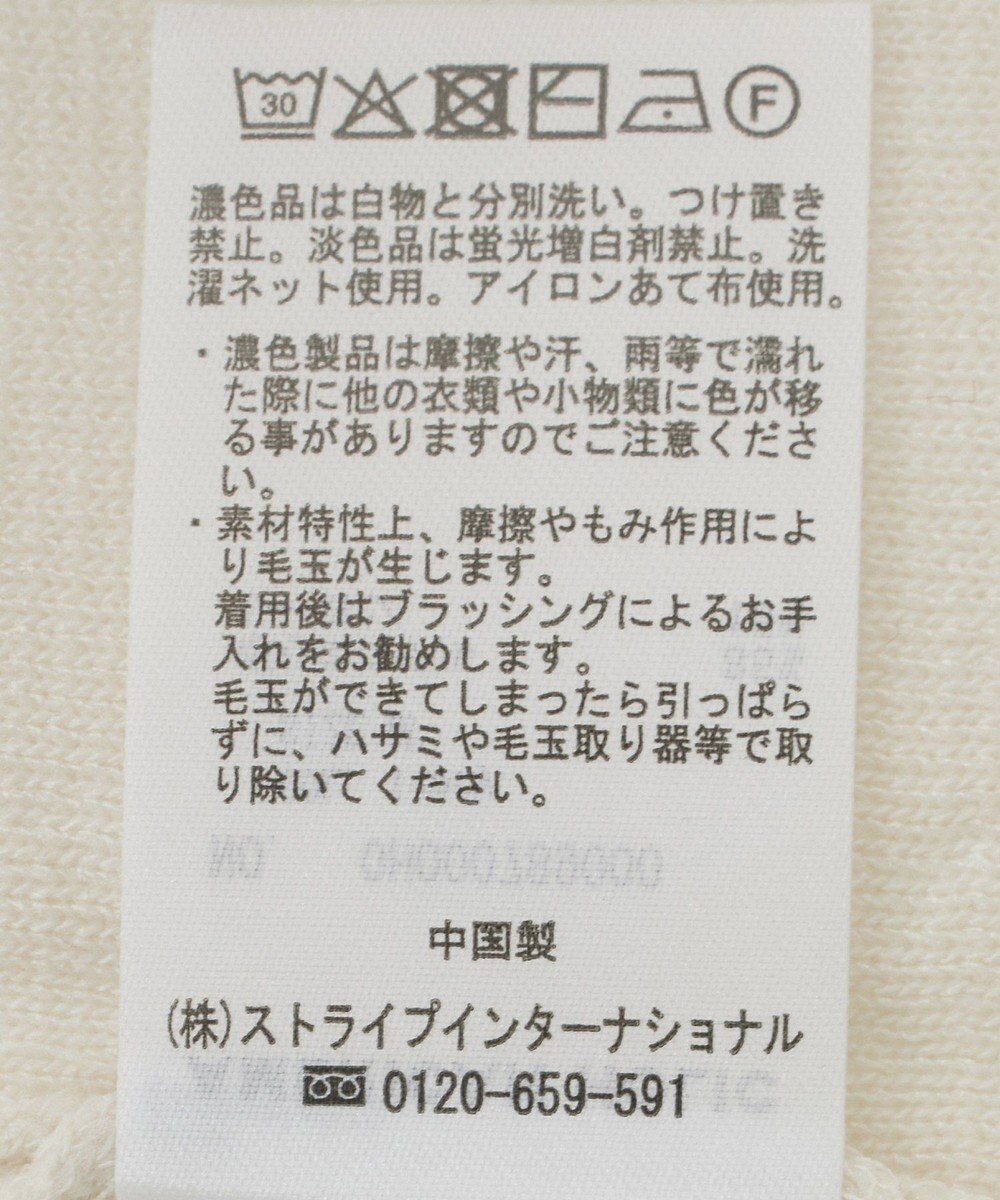 30 F
濃色品は白物と分別洗い。つけ置き
禁止。淡色品は蛍光増白剤禁止。洗
濯ネット使用。アイロンあて布使用。
・濃色製品は摩擦や汗、雨等で濡れ
た際に他の衣類や小物類に色が移
る事がありますのでご注意くださ
い。
・素材特性上、摩擦やもみ作用によ
り毛玉が生じます。
着用後はブラッシングによるお手
入れをお勧めします。
毛玉ができてしまったら引っぱら
ずに、ハサミや毛玉取り器等で取
り除いてください。
中国製
(株)ストライプインターナショナル
0120-659-591